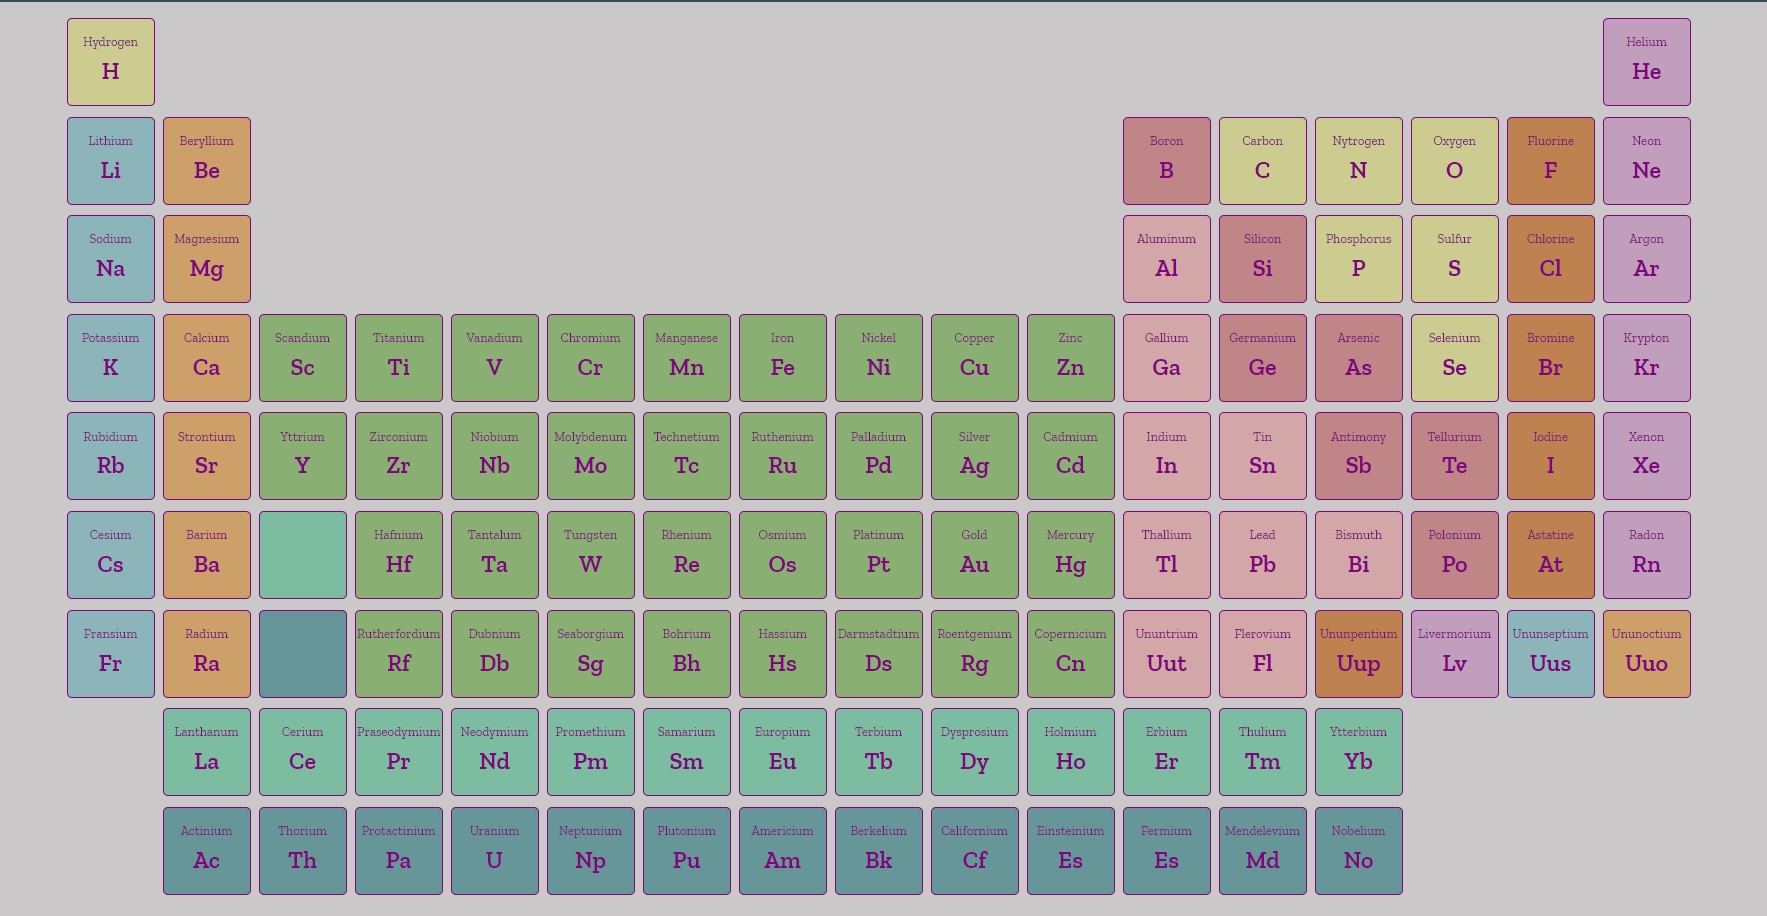 Hydrogen Helium
H He
Lithium Beryllium Boron Carbon Nytrogen Oxygen Fluorine Neon
Li Be B C N O F Ne
Sodium Magnesium Aluminum Silicon Phosphorus Sulfur Chlorine Argon
Na Mg Al Si P S Cl Ar
Potassium Calcium Scandium Titanium Vanadium Chromium Manganese Iron Nickel Copper Zinc Gallium Germanium Arsenic Selenium Bromine Krypton
K Ca Sc Ti V Cr Mn Fe Ni Cu Zn Ga Ge As Se Br Kr
Rubidium Strontium Yttrium Zirconium Niobium Molybdenum Technetium Ruthenium Palladium Silver Cadmium Indium Tin Antimony Tellurium Iodine Xenon
Rb Sr Y Zr Nb Mo Tc Ru Pd Ag Cd In Sn Sb Te I Xe
Cesium Barium Hafnium Tantalum Tungsten Rhenium Osmium Platinum Gold Mercury Thallium Lead Bismuth Polonium Astatine Radon
Cs Ba Hf Ta W Re Os Pt Au Hg Tl Pb Bi Po At Rn
Fransium Radium Rutherfordium Dubnium Seaborgium Bohrium Hassium Darmstadtium Roentgenium Copernicium Ununtrium Flerovium Ununpentium Livermorium Ununseptium Ununoctium
Fr Ra Rf Db Sg Bh Hs Ds Rg Cn Uut Fl Uup Lv Uus Uuo
Lanthanum Cerium Praseodymium Neodymium Promethium Samarium Europium Terbium Dysprosium Holmium Erbium Thulium Ytterbium
La Ce Pr Nd Pm Sm Eu Tb Dy Ho Er Tm Yb
Actinium Thorium Protactinium Uranium Neptunium Plutonium Americium Berkelium Californium Einsteinium Fermium Mendelevium Nobelium
Ac Th Pa U Np Pu Am Bk Cf Es Es Md No